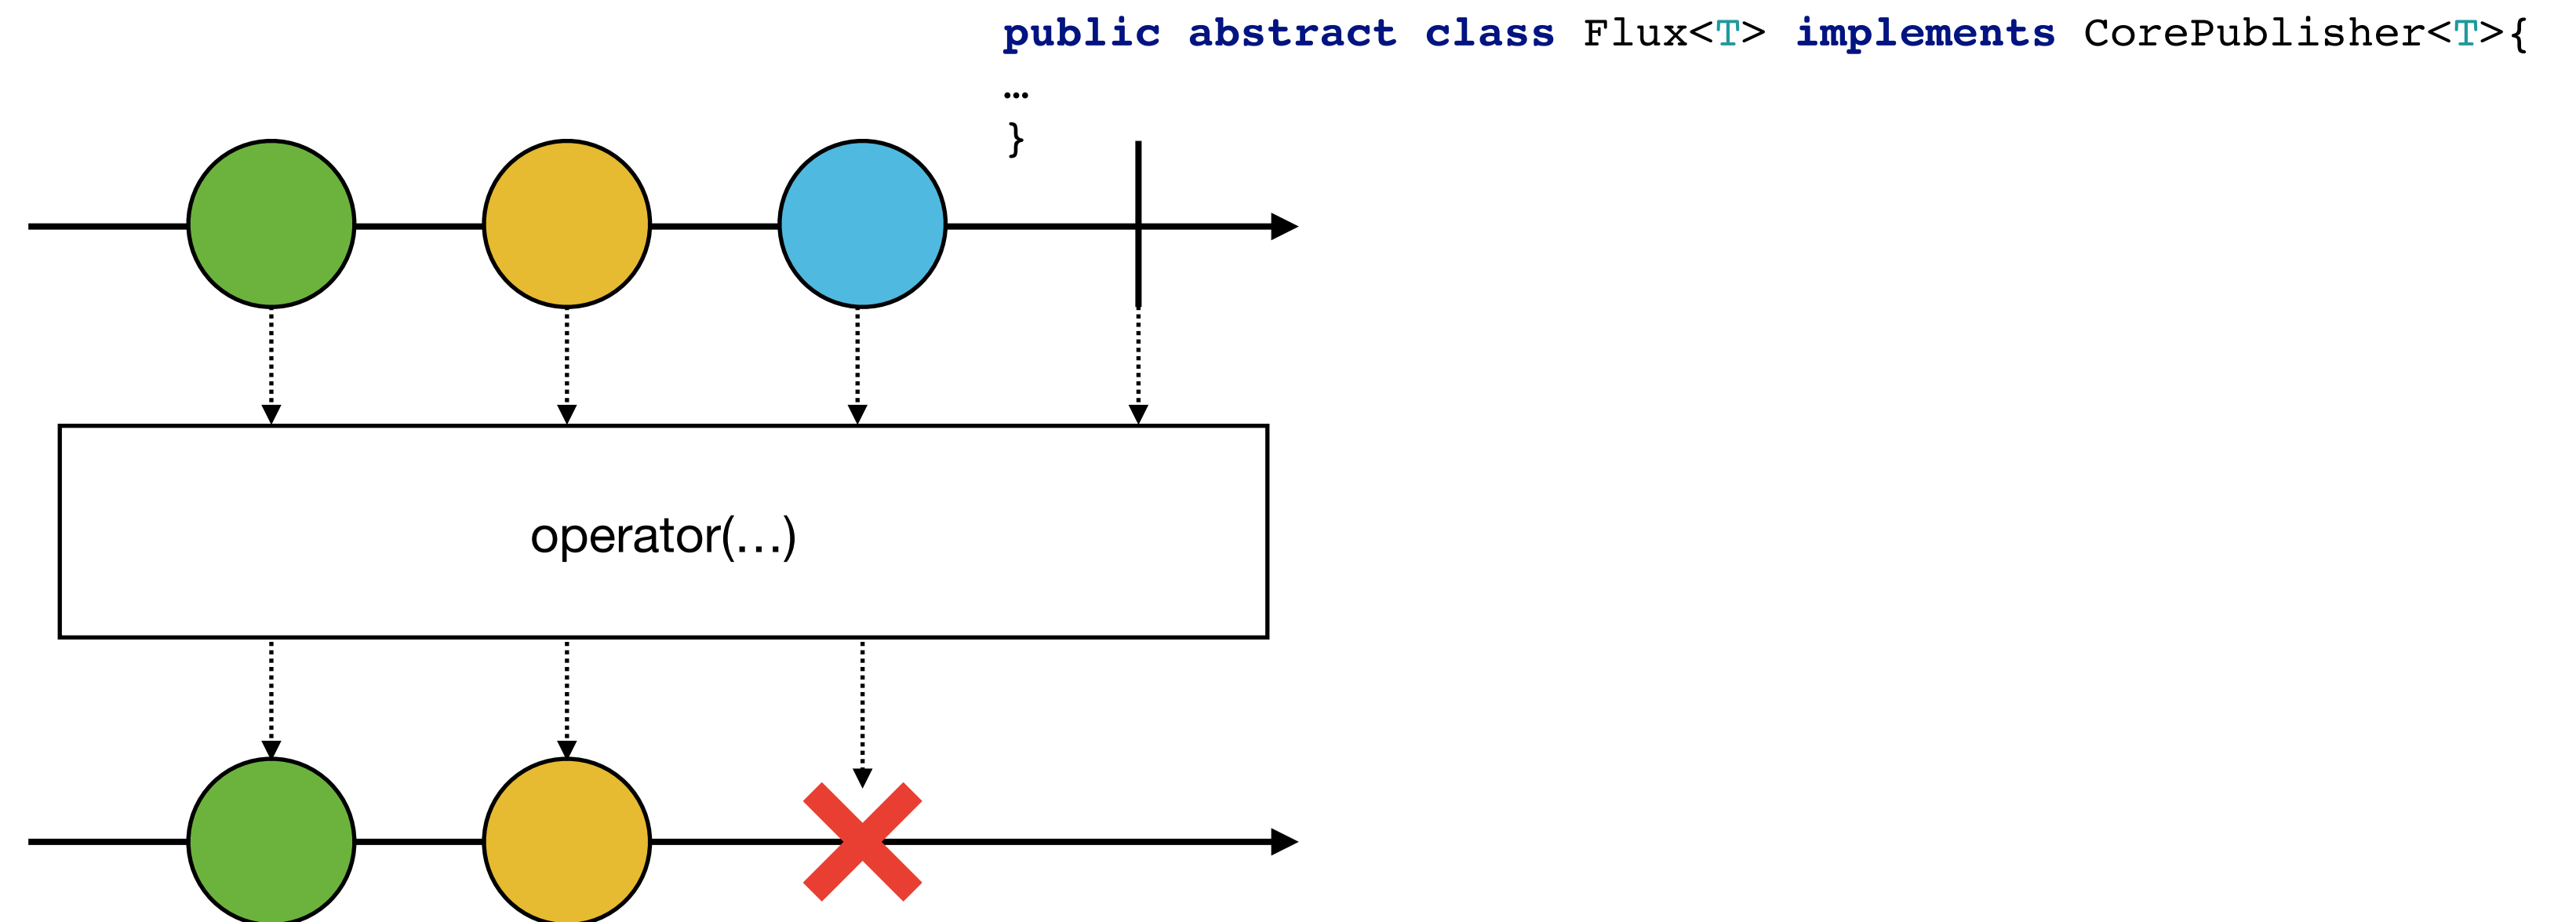 public abstract class Flux<T> implements CorePublisher<T>{
…
}
operator(…)